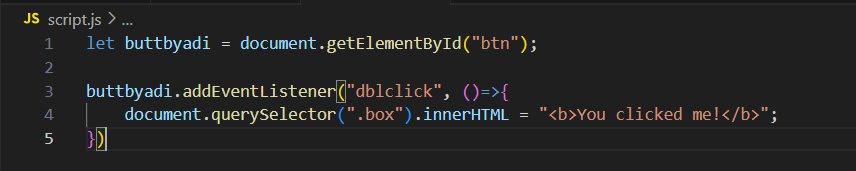 JS script.js > ...
1 let buttbyadi = document.getElementById("btn");
2
3 buttbyadi.addEventListener("dblclick", ()=>{
4     document.querySelector(".box").innerHTML = "<b>You clicked me!</b>";
5 })